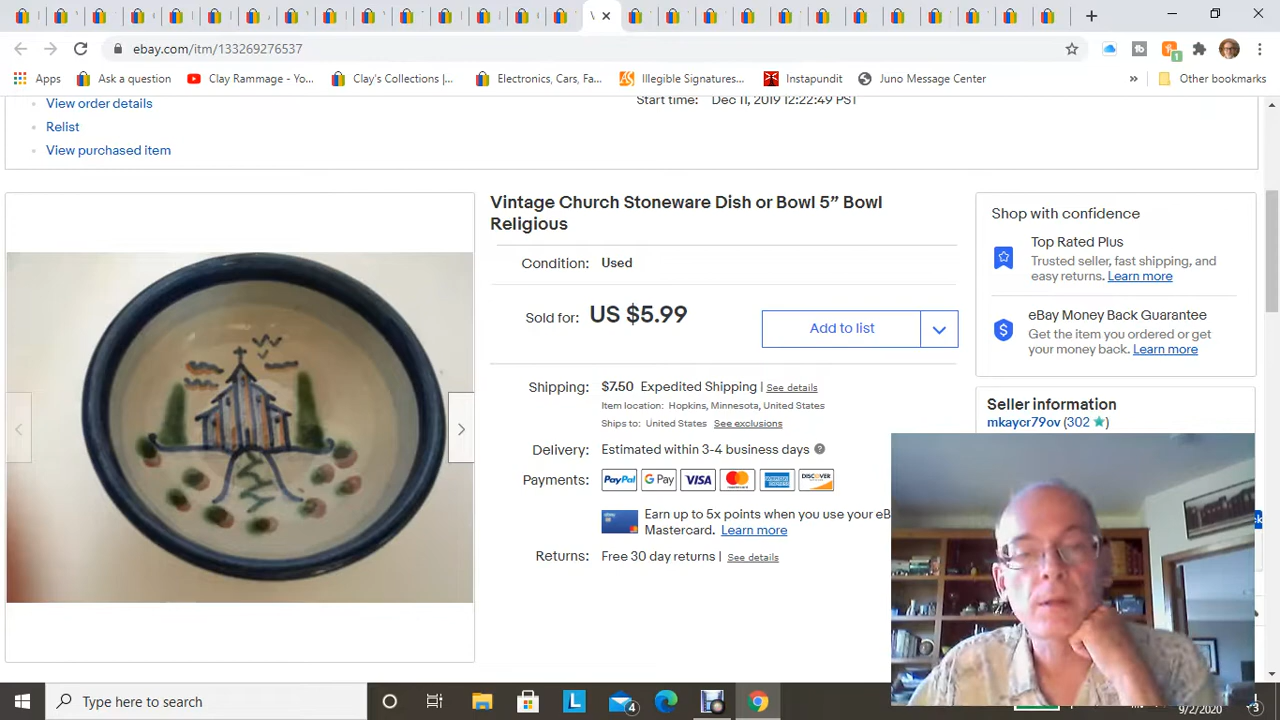 ebay.com/itm/133269276537
1
Apps
Ask a question
Clay Rammage - Yo...
Clay's Collections |...
Electronics, Cars, Fa...
Illegible Signatures...
Instapundit
Juno Message Center
»
Other bookmarks
View order details
Start time: Dec 11, 2019 12:22:49 PST
Relist
View purchased item
Vintage Church Stoneware Dish or Bowl 5” Bowl
Religious
Condition: Used
Sold for: US $5.99
Add to list
Shipping: $7.50 Expedited Shipping | See details
Item location: Hopkins, Minnesota, United States
Ships to: United States See exclusions
Delivery: Estimated within 3-4 business days
Payments: PayPal G Pay VISA DISCOVER
Earn up to 5x points when you use your eB
Mastercard. Learn more
Returns: Free 30 day returns | See details
Shop with confidence
Top Rated Plus
Trusted seller, fast shipping, and
easy returns. Learn more
eBay Money Back Guarantee
Get the item you ordered or get
your money back. Learn more
Seller information
mkaycr79ov (302)
Type here to search
4
9/2/2020
3